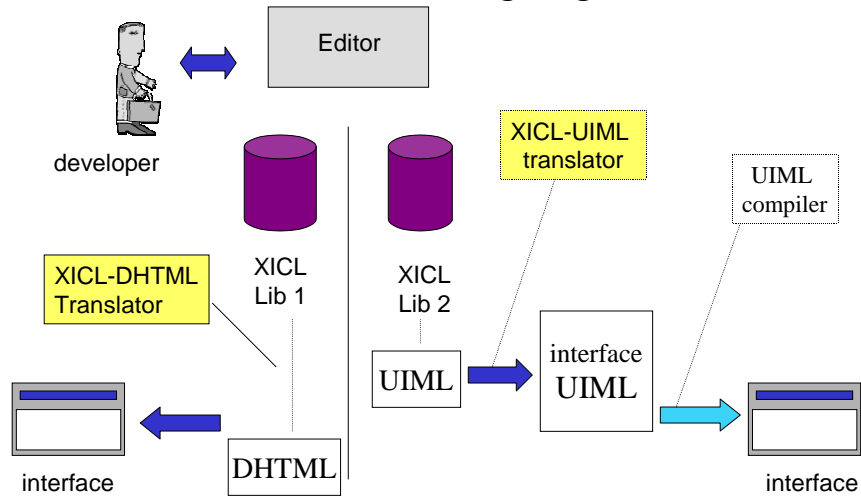 Editor
developer
XICL-UIML
translator
UIML
compiler
XICL
Lib 1
XICL
Lib 2
XICL-DHTML
Translator
UIML
interface
UIML
DHTML
interface
interface